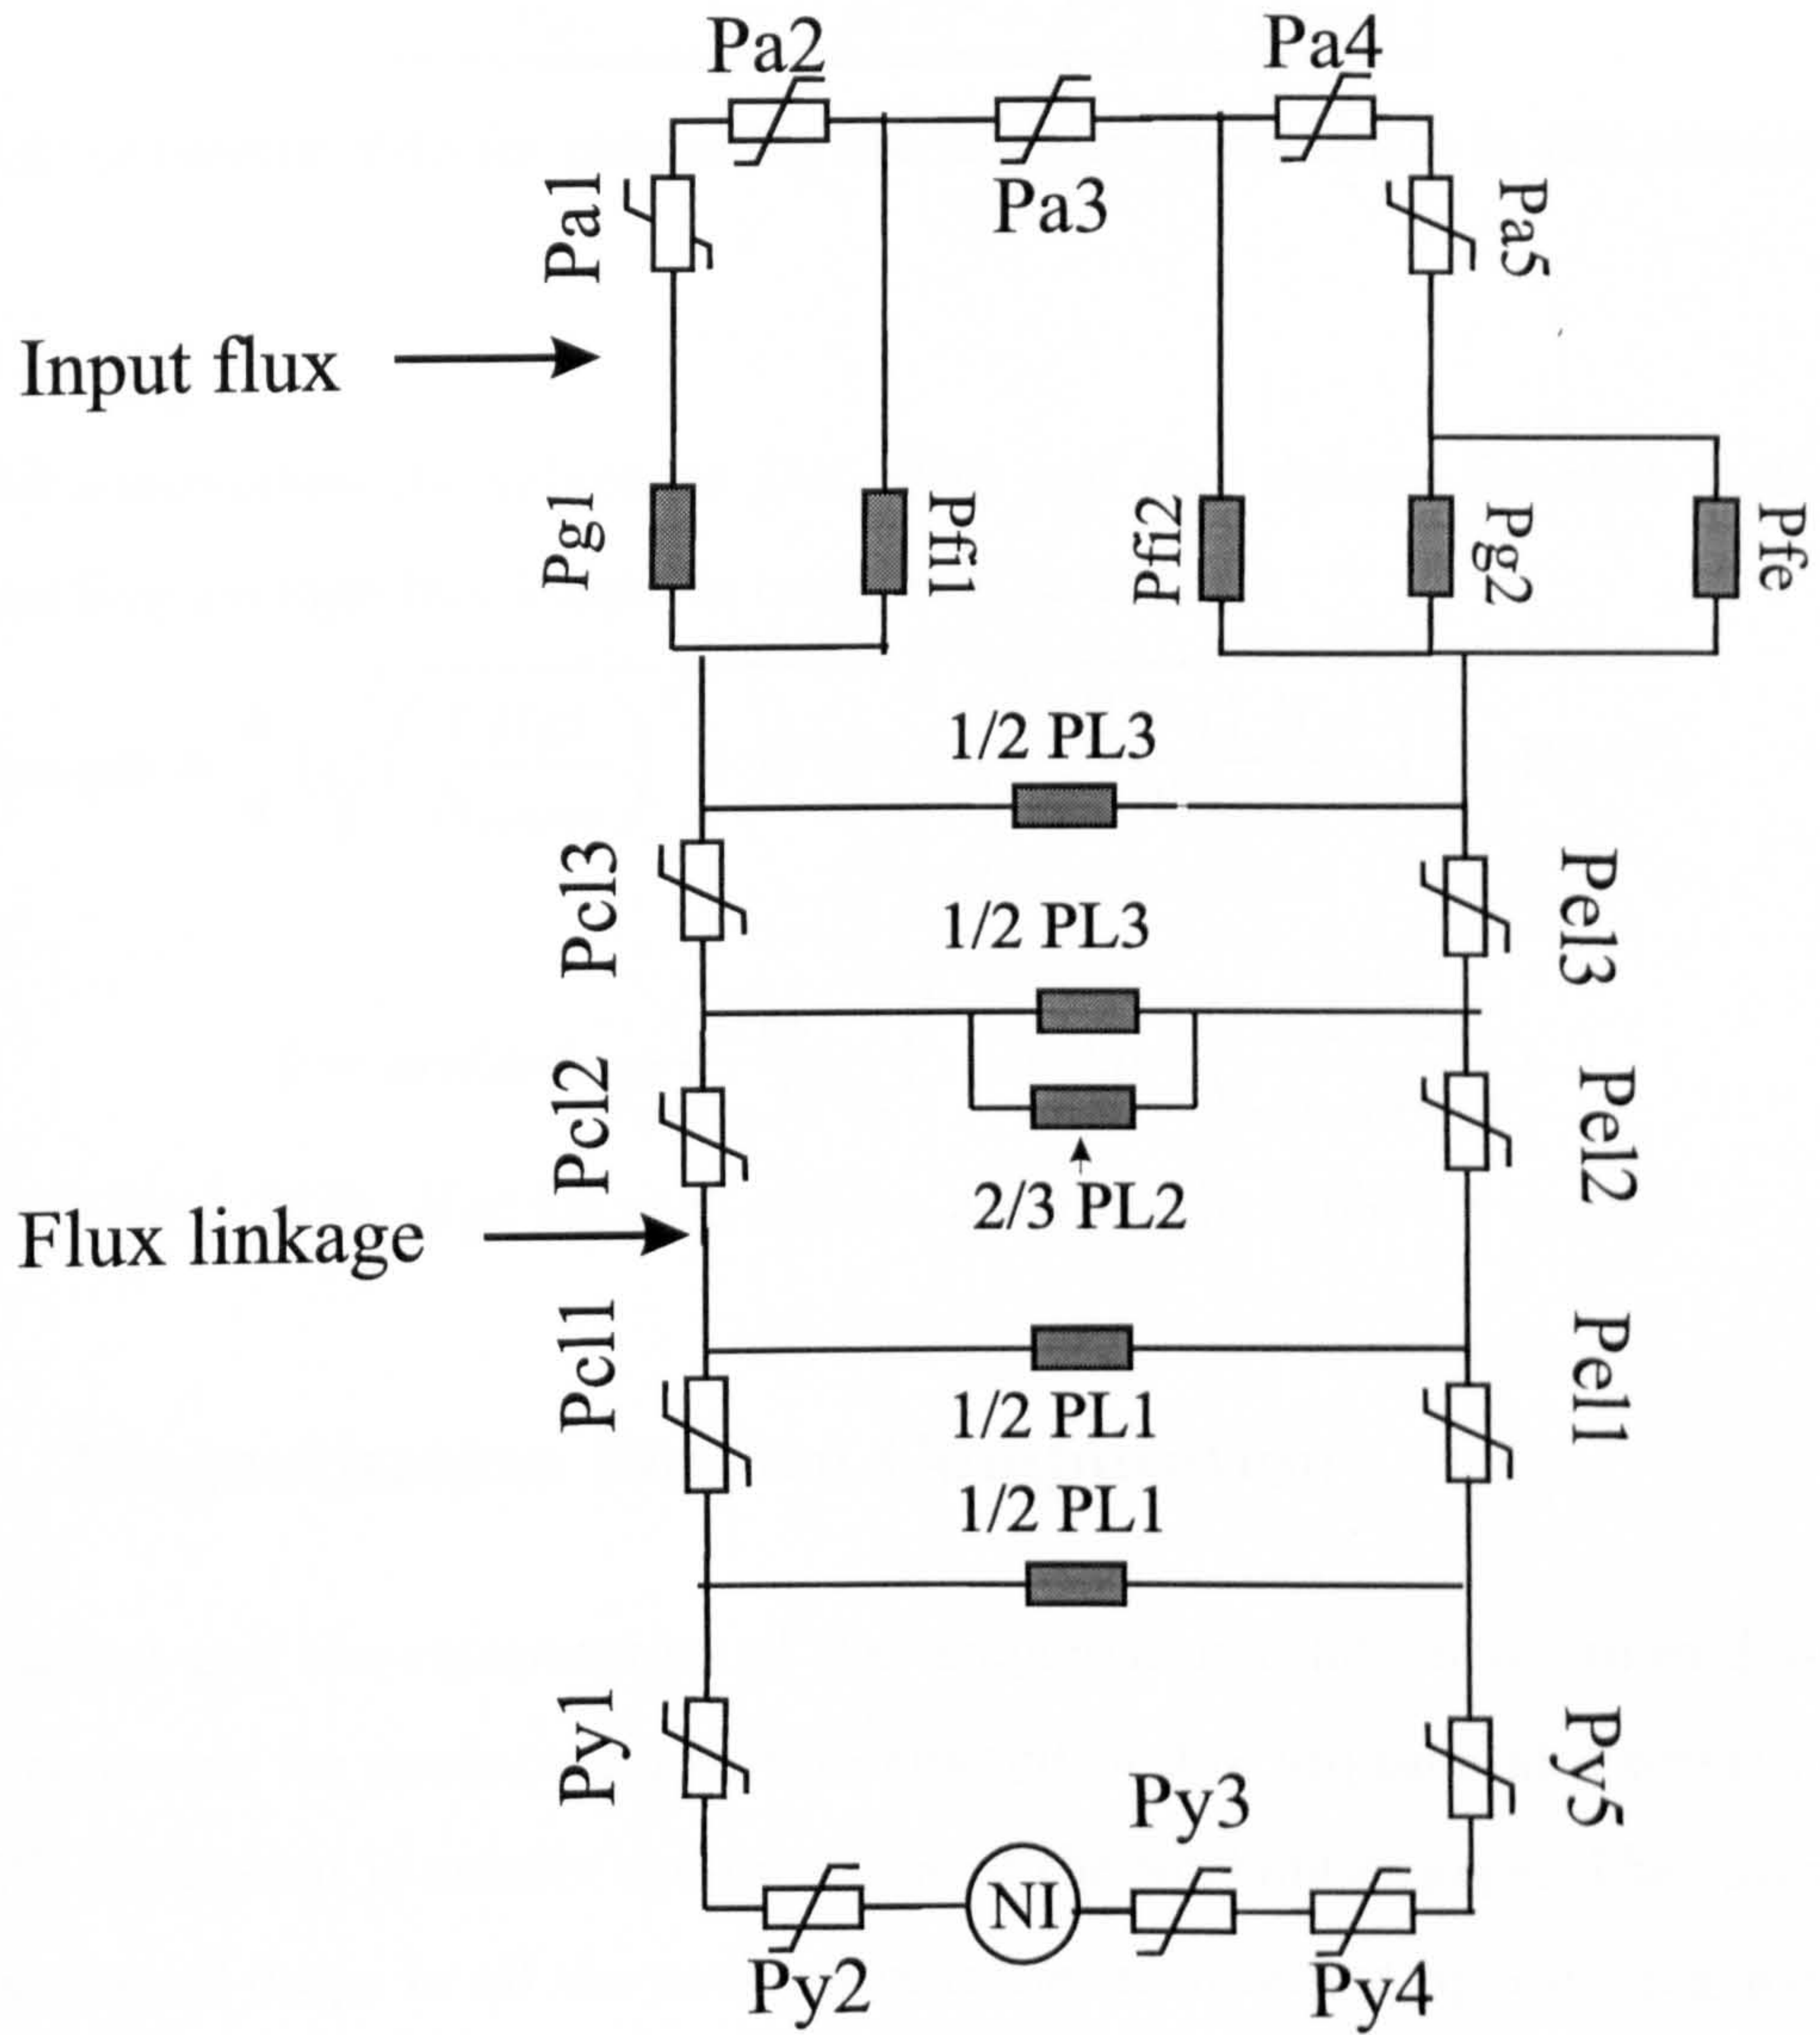 Pa2
Pa4
Pa1
Pa3
Pa5
Input flux
Pg1
Pfi1
Pfi2
Pg2
Pfe
1/2 PL3
Pcl3
1/2 PL3
Pel3
Pcl2
Pel2
2/3 PL2
Flux linkage
Pcl1
Pel1
1/2 PL1
1/2 PL1
Py1
Py3
Py5
NI
Py2
Py4